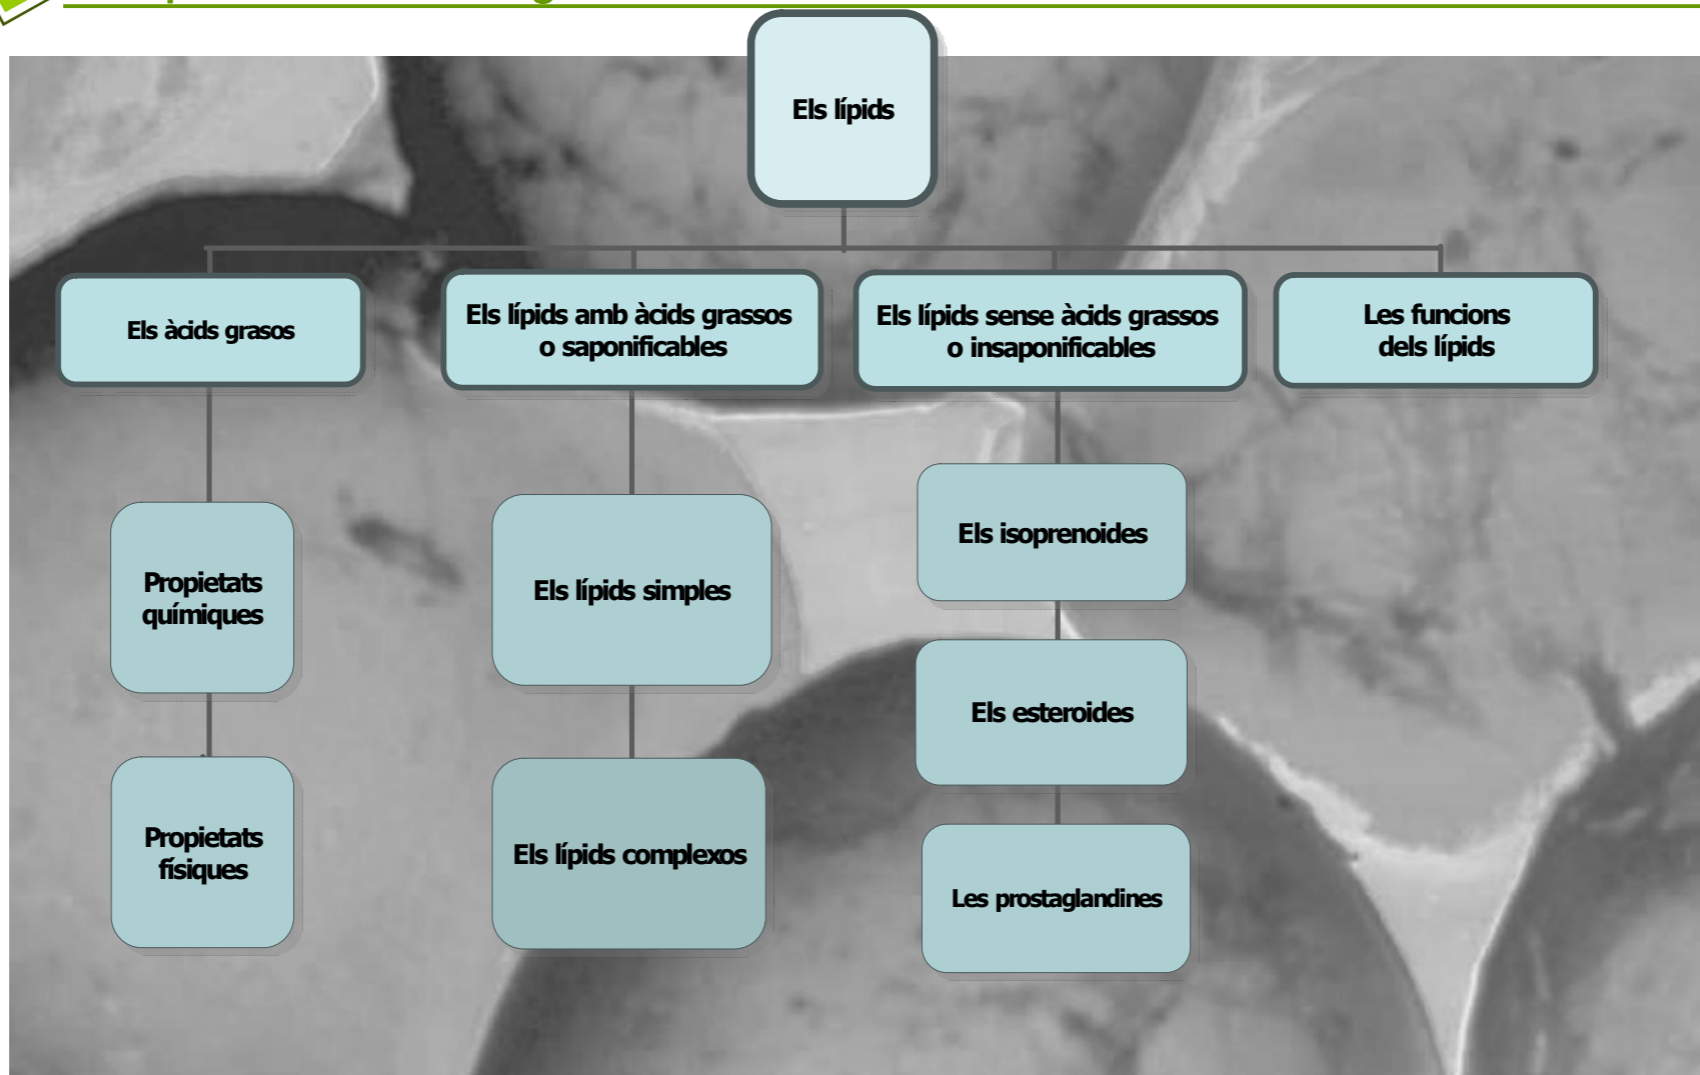 Els lípids
Els àcids grasos
Els lípids amb àcids grassos
o saponificables
Els lípids sense àcids grassos
o insaponificables
Les funcions
dels lípids
Propietats
químiques
Els lípids simples
Els isoprenoides
Els esteroides
Propietats
físiques
Els lípids complexos
Les prostaglandines